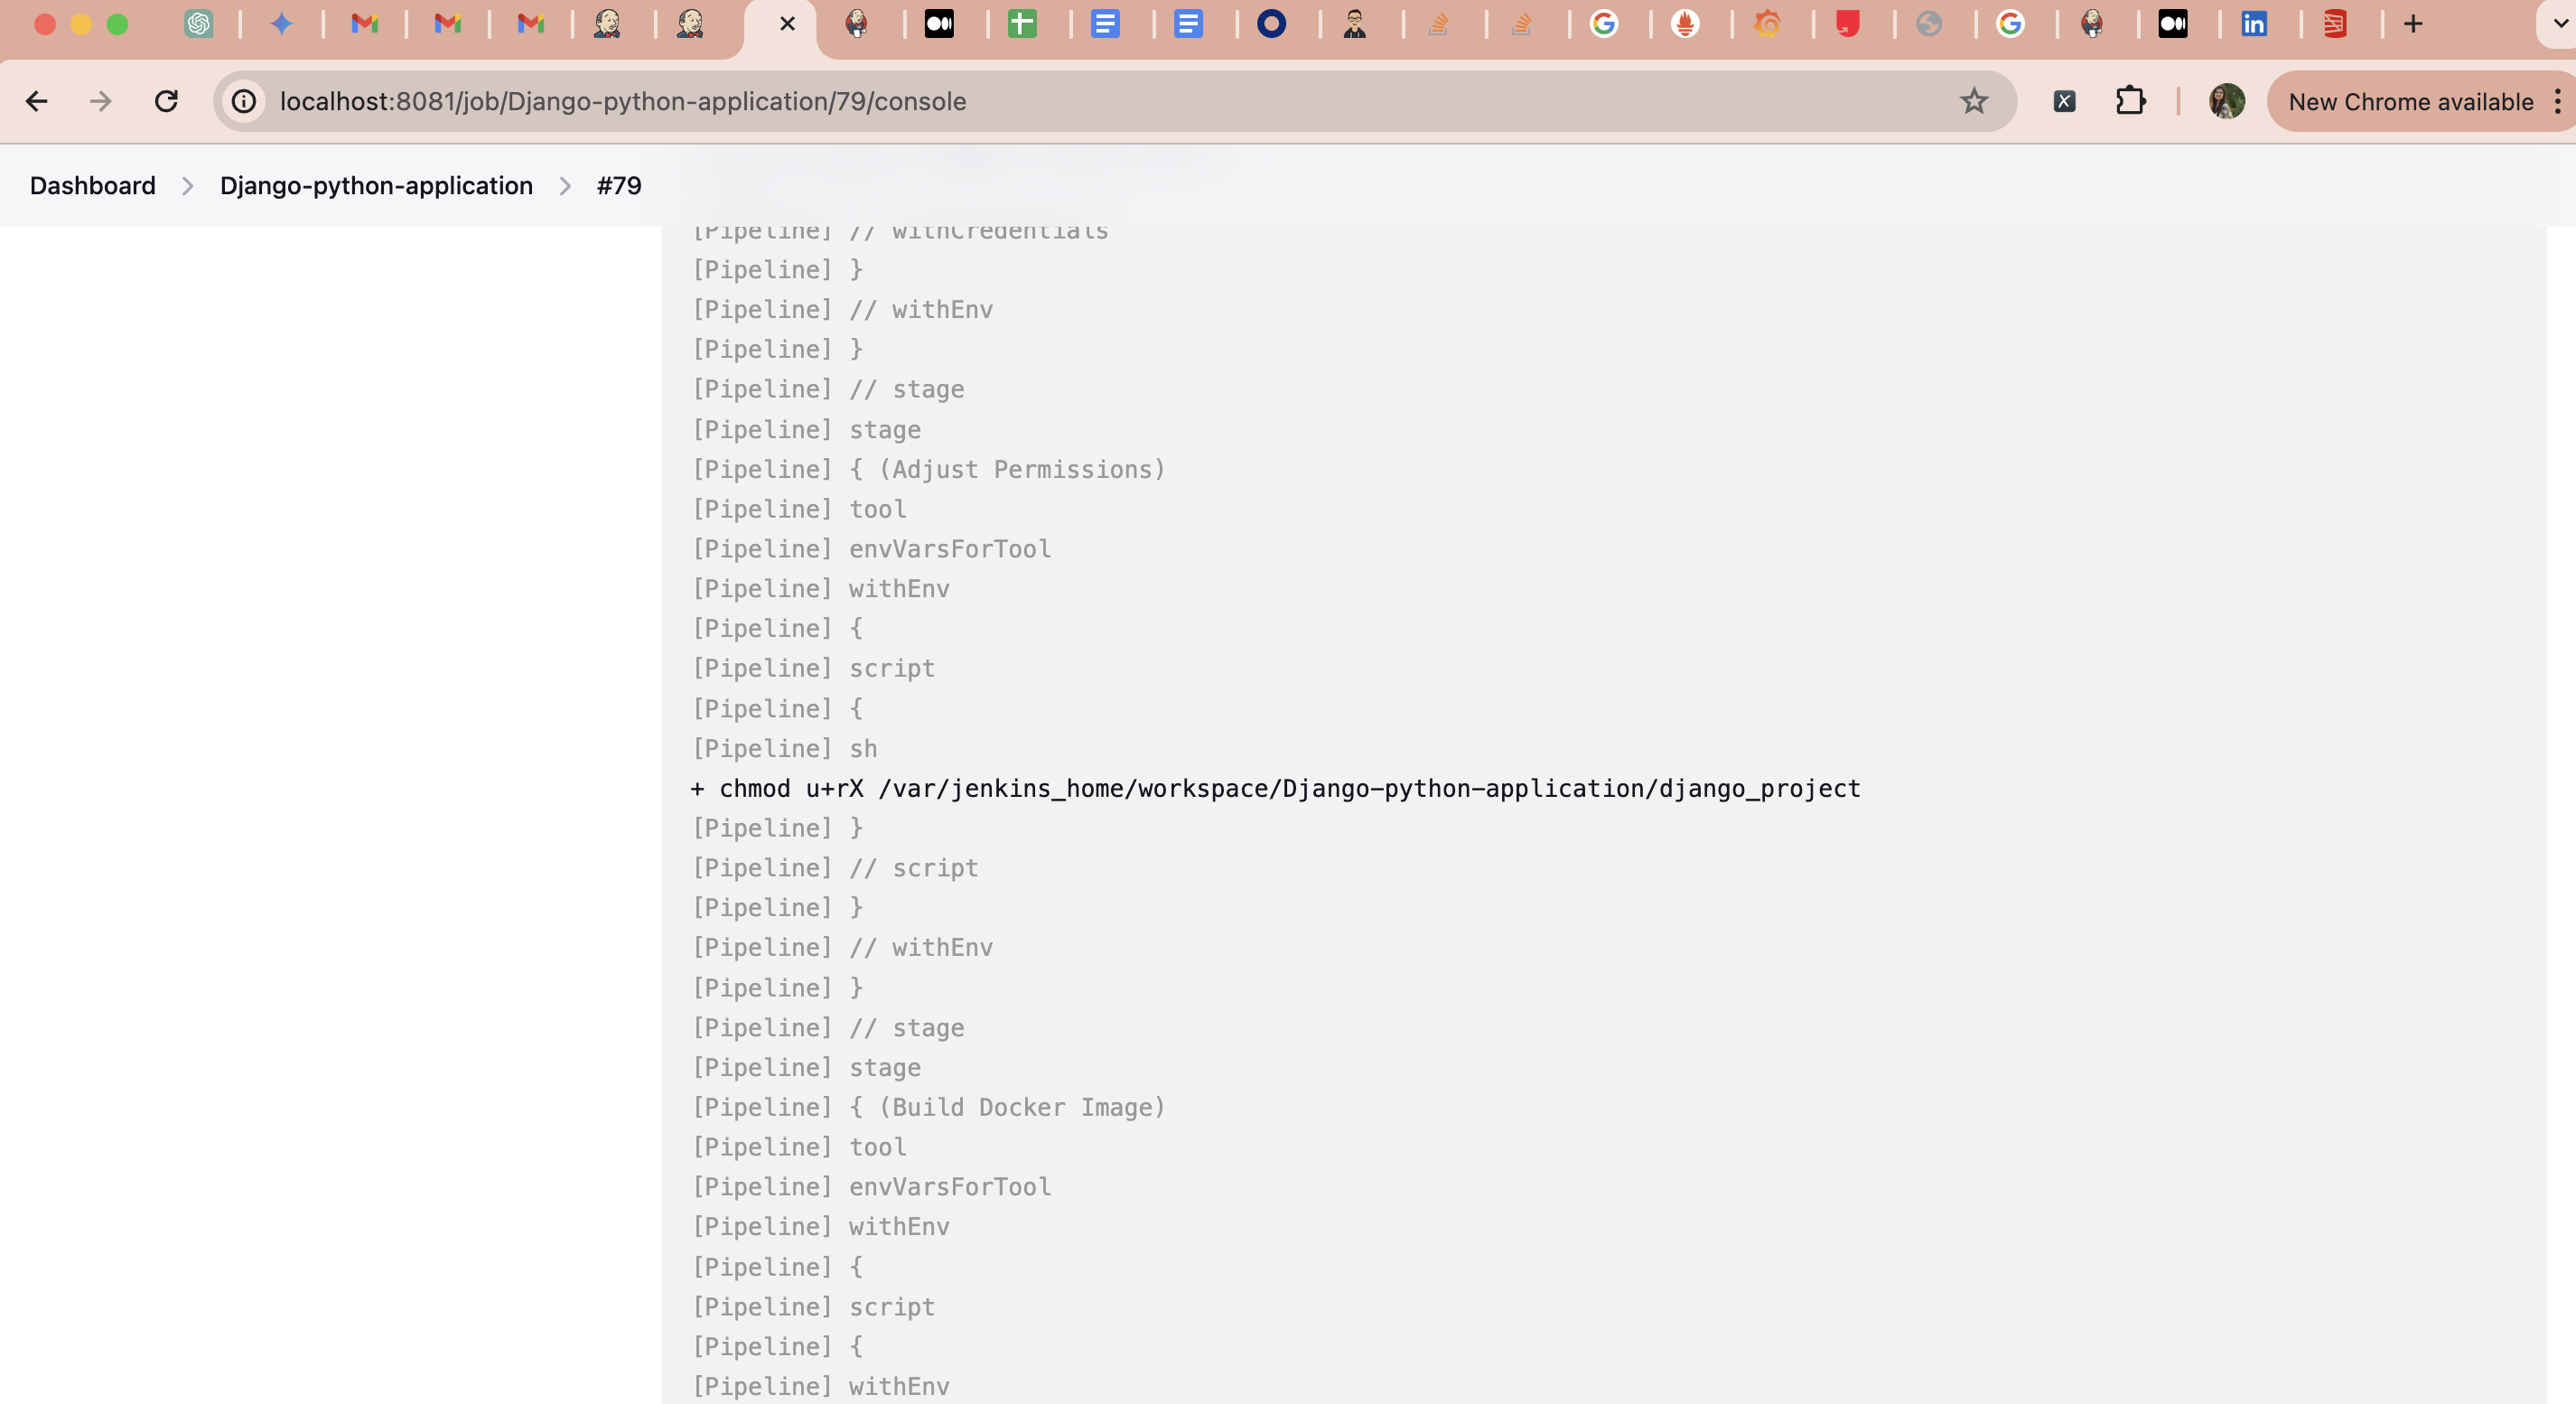 localhost:8081/job/Django-python-application/79/console
New Chrome available
Dashboard > Django-python-application > #79
[Pipeline] // withCredentials
[Pipeline] }
[Pipeline] // withEnv
[Pipeline] }
[Pipeline] // stage
[Pipeline] stage
[Pipeline] { (Adjust Permissions)
[Pipeline] tool
[Pipeline] envVarsForTool
[Pipeline] withEnv
[Pipeline] {
[Pipeline] script
[Pipeline] {
[Pipeline] sh
+ chmod u+rX /var/jenkins_home/workspace/Django-python-application/django_project
[Pipeline] }
[Pipeline] // script
[Pipeline] }
[Pipeline] // withEnv
[Pipeline] }
[Pipeline] // stage
[Pipeline] stage
[Pipeline] { (Build Docker Image)
[Pipeline] tool
[Pipeline] envVarsForTool
[Pipeline] withEnv
[Pipeline] {
[Pipeline] script
[Pipeline] {
[Pipeline] withEnv